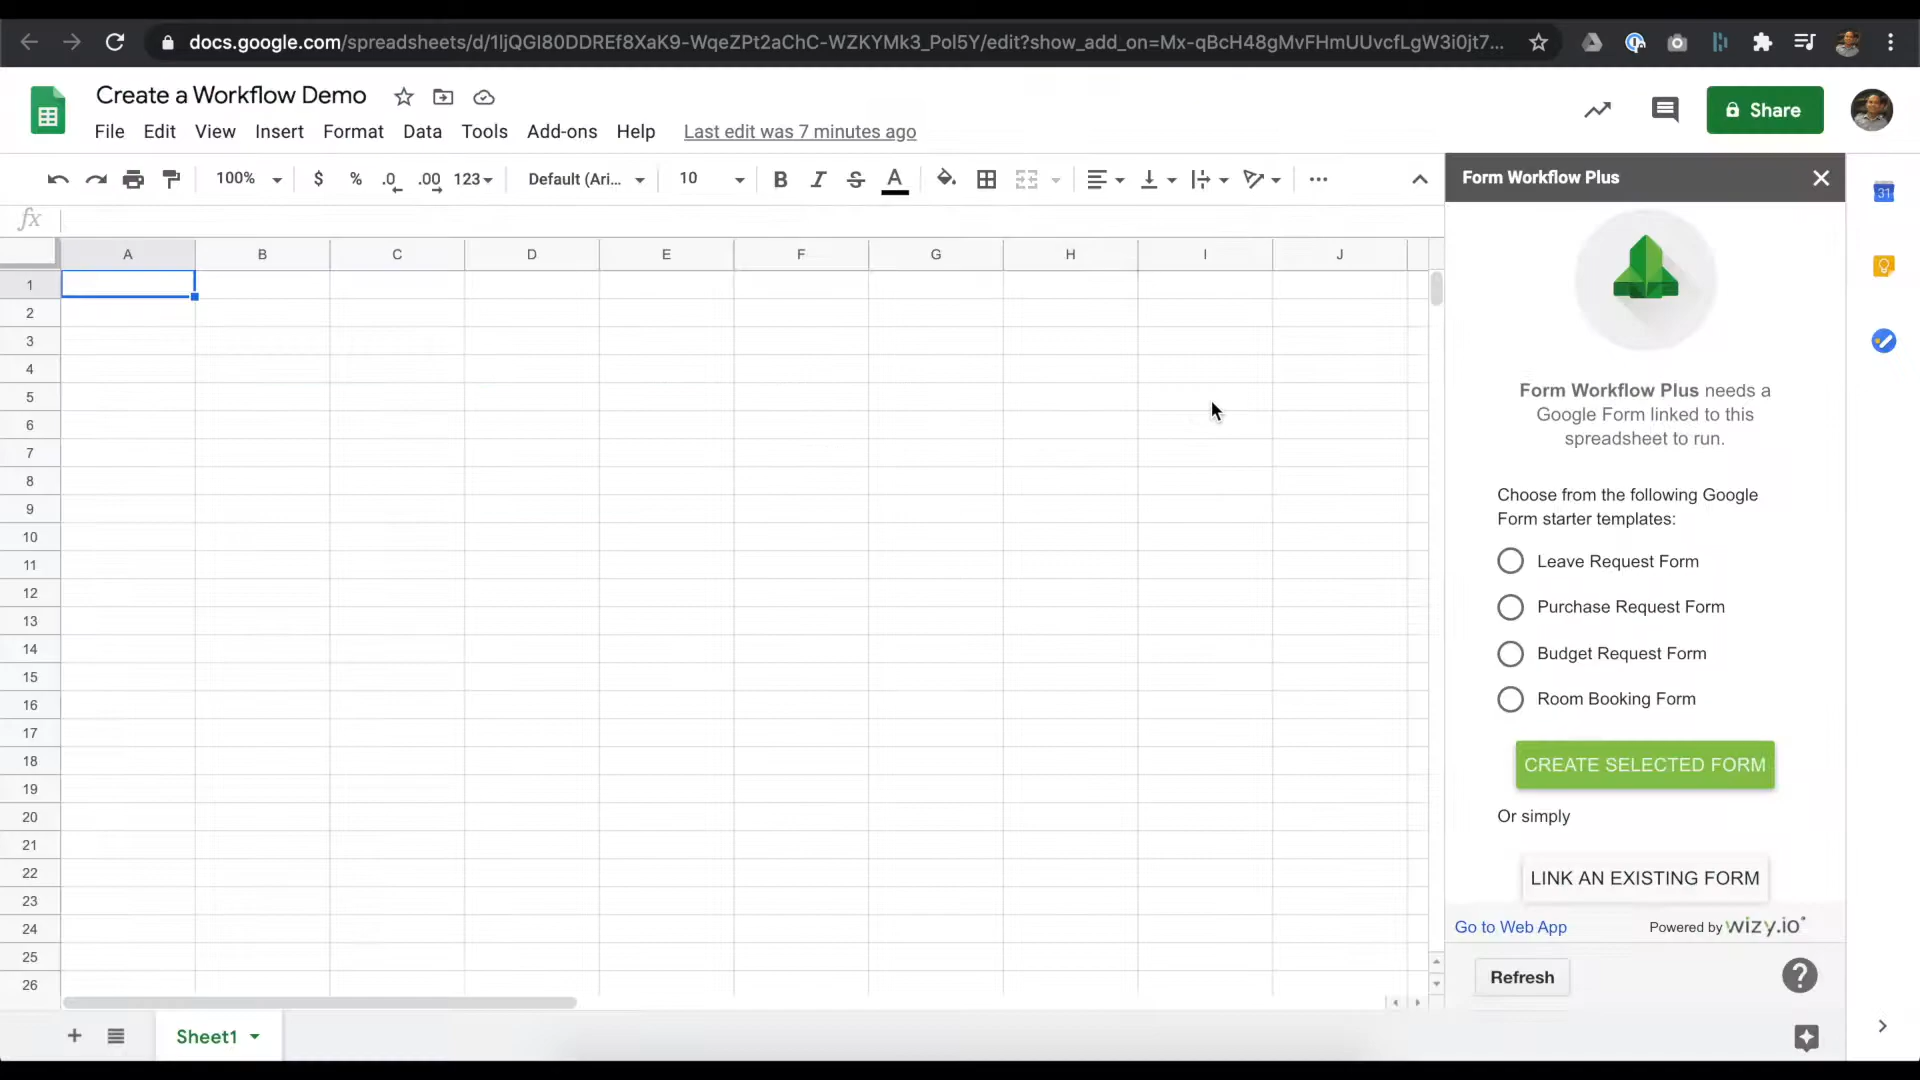 docs.google.com/spreadsheets/d/1ljQGl80DDREf8XaK9-WqeZPt2aChC-WZKYMk3_Pol5Y/edit?show_add_on=Mx-qBcH48gMvFHmUUvcfLgW3i0jt7...
Create a Workflow Demo
File Edit View Insert Format Data Tools Add-ons Help Last edit was 7 minutes ago
Share
100% $ % .0 .00 123 Default (Ari... 10 B I S A
Form Workflow Plus
31
fx
A B C D E F G H I J
1
2
3
4
5
6
7
8
9
10
11
12
13
14
15
16
17
18
19
20
21
22
23
24
25
26
Form Workflow Plus needs a
Google Form linked to this
spreadsheet to run.
Choose from the following Google
Form starter templates:
Leave Request Form
Purchase Request Form
Budget Request Form
Room Booking Form
CREATE SELECTED FORM
Or simply
LINK AN EXISTING FORM
Go to Web App
Powered by wizy.io
Refresh
?
Sheet1